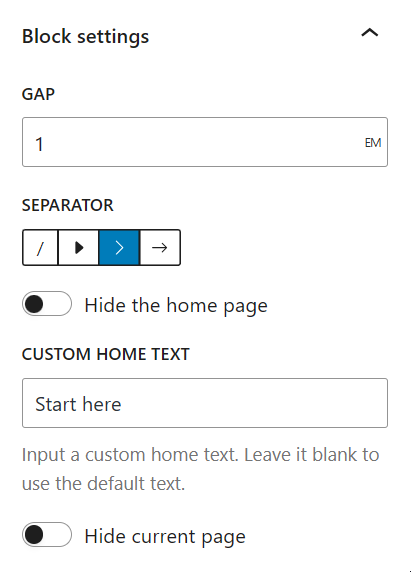 Block settings
GAP
1 EM
SEPARATOR
/
Hide the home page
CUSTOM HOME TEXT
Start here
Input a custom home text. Leave it blank to
use the default text.
Hide current page